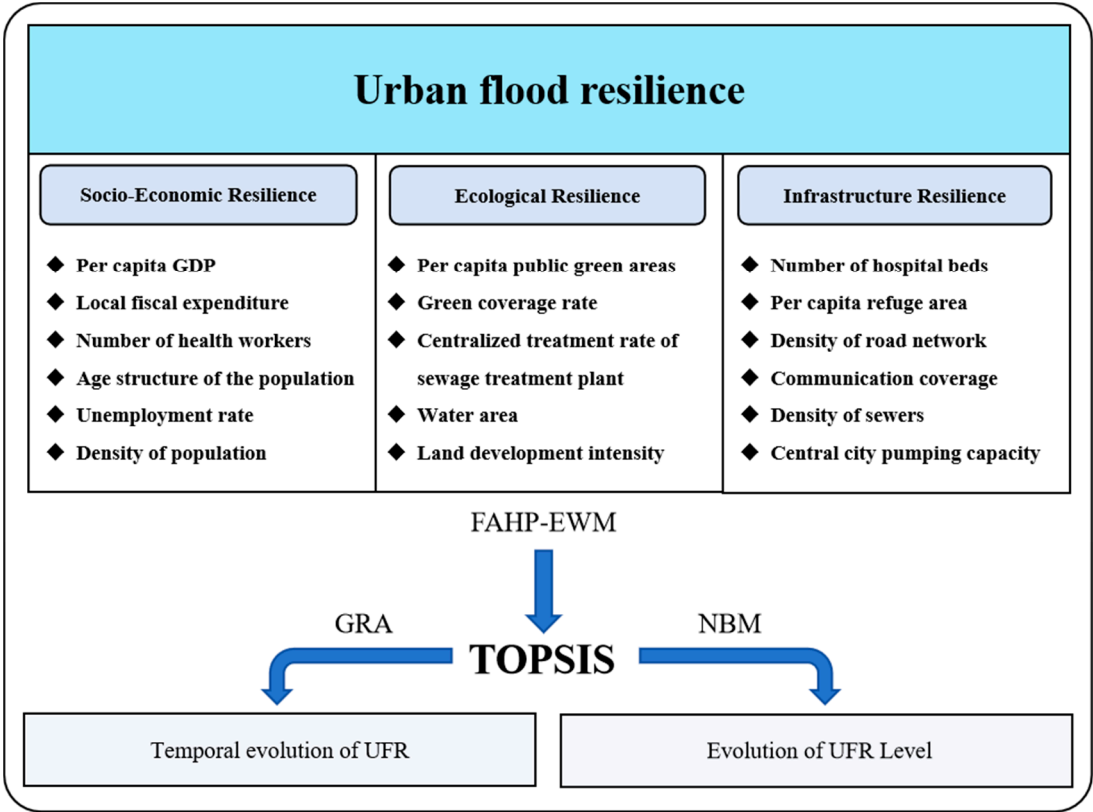 Urban flood resilience
Socio-Economic Resilience
Per capita GDP
Local fiscal expenditure
Number of health workers
Age structure of the population
Unemployment rate
Density of population
Ecological Resilience
Per capita public green areas
Green coverage rate
Centralized treatment rate of
sewage treatment plant
Water area
Land development intensity
Infrastructure Resilience
Number of hospital beds
Per capita refuge area
Density of road network
Communication coverage
Density of sewers
Central city pumping capacity
FAHP-EWM
GRA
NBM
TOPSIS
Temporal evolution of UFR
Evolution of UFR Level